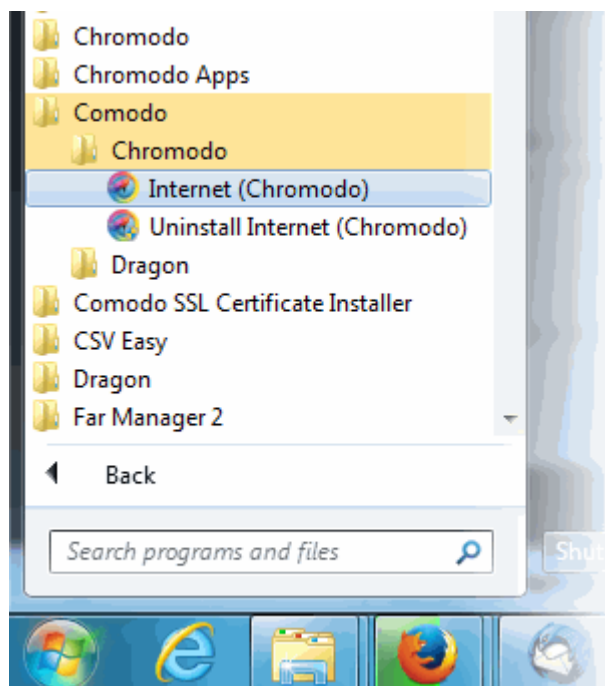 Chromodo
Chromodo Apps
Comodo
Chromodo
Internet (Chromodo)
Uninstall Internet (Chromodo)
Dragon
Comodo SSL Certificate Installer
CSV Easy
Dragon
Far Manager 2
Back
Search programs and files
Shut